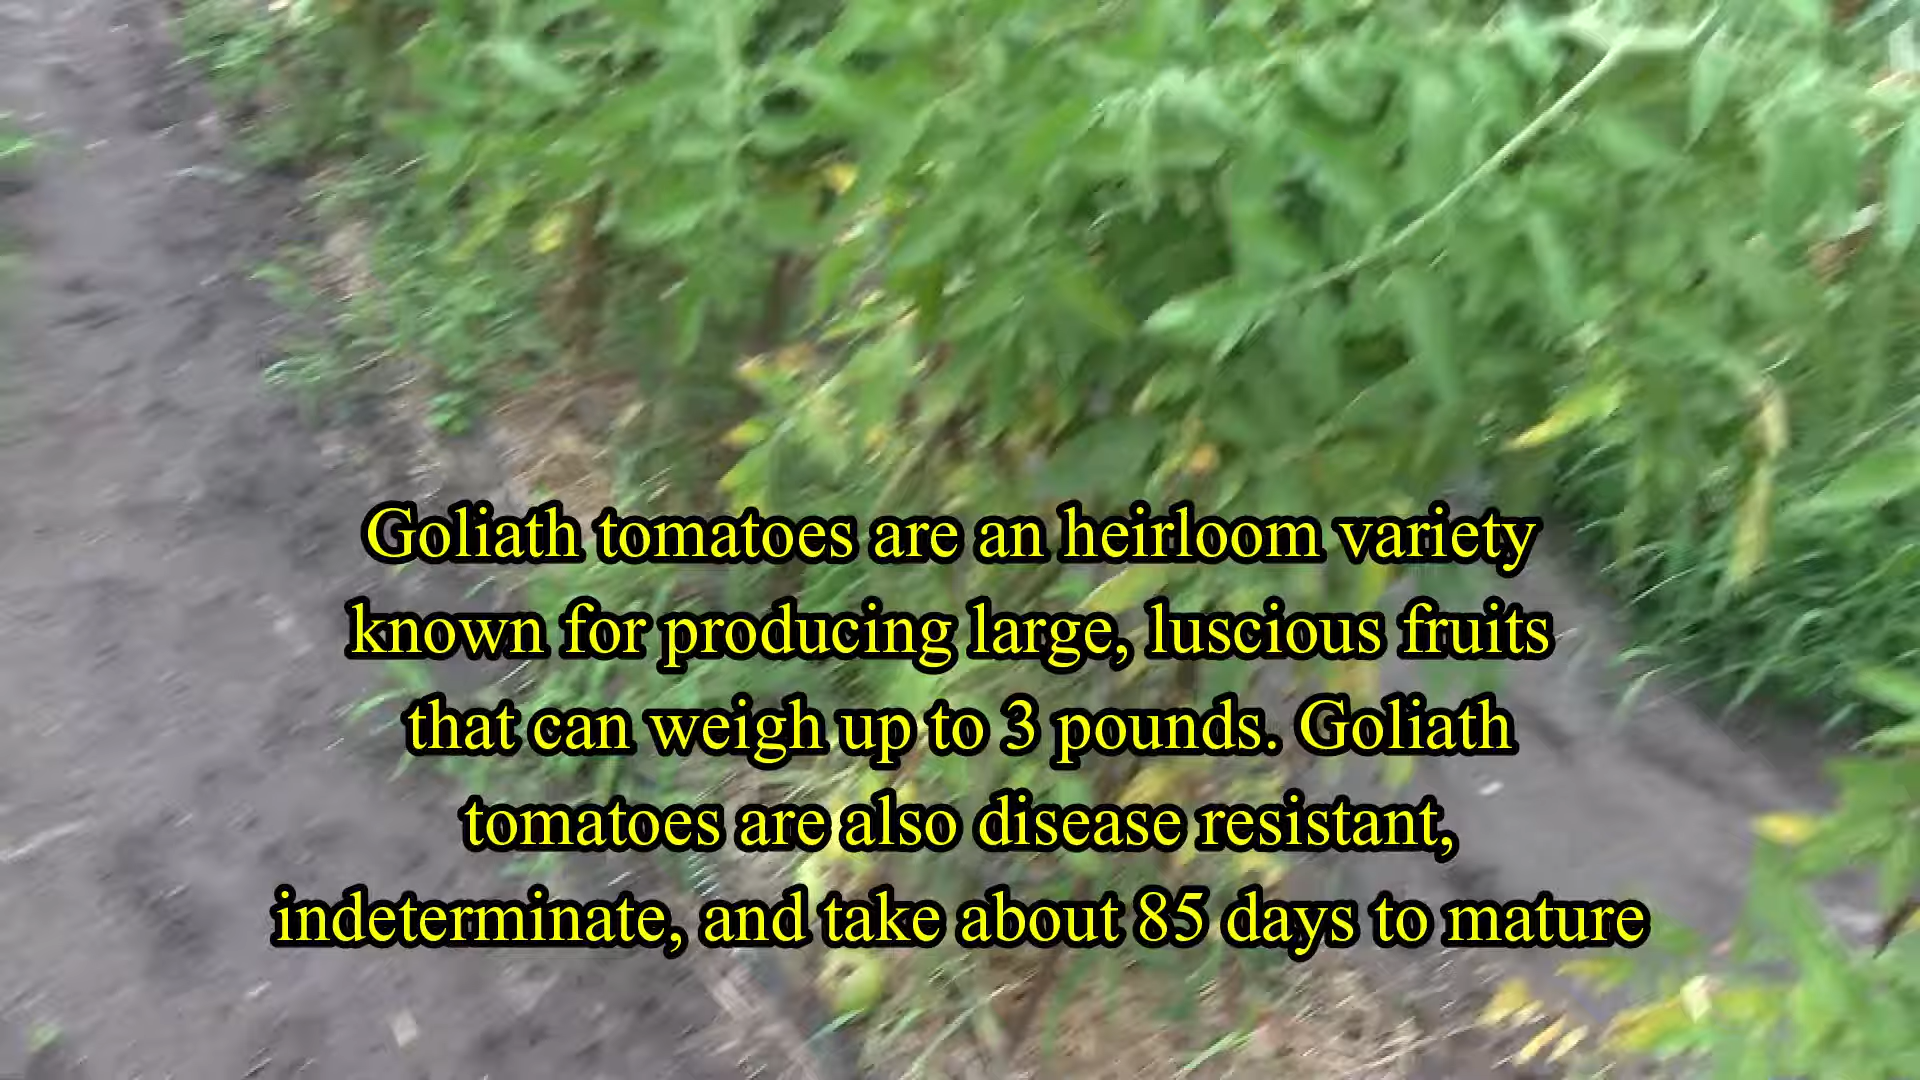 Goliath tomatoes are an heirloom variety
known for producing large, luscious fruits
that can weigh up to 3 pounds. Goliath
tomatoes are also disease resistant,
indeterminate, and take about 85 days to mature